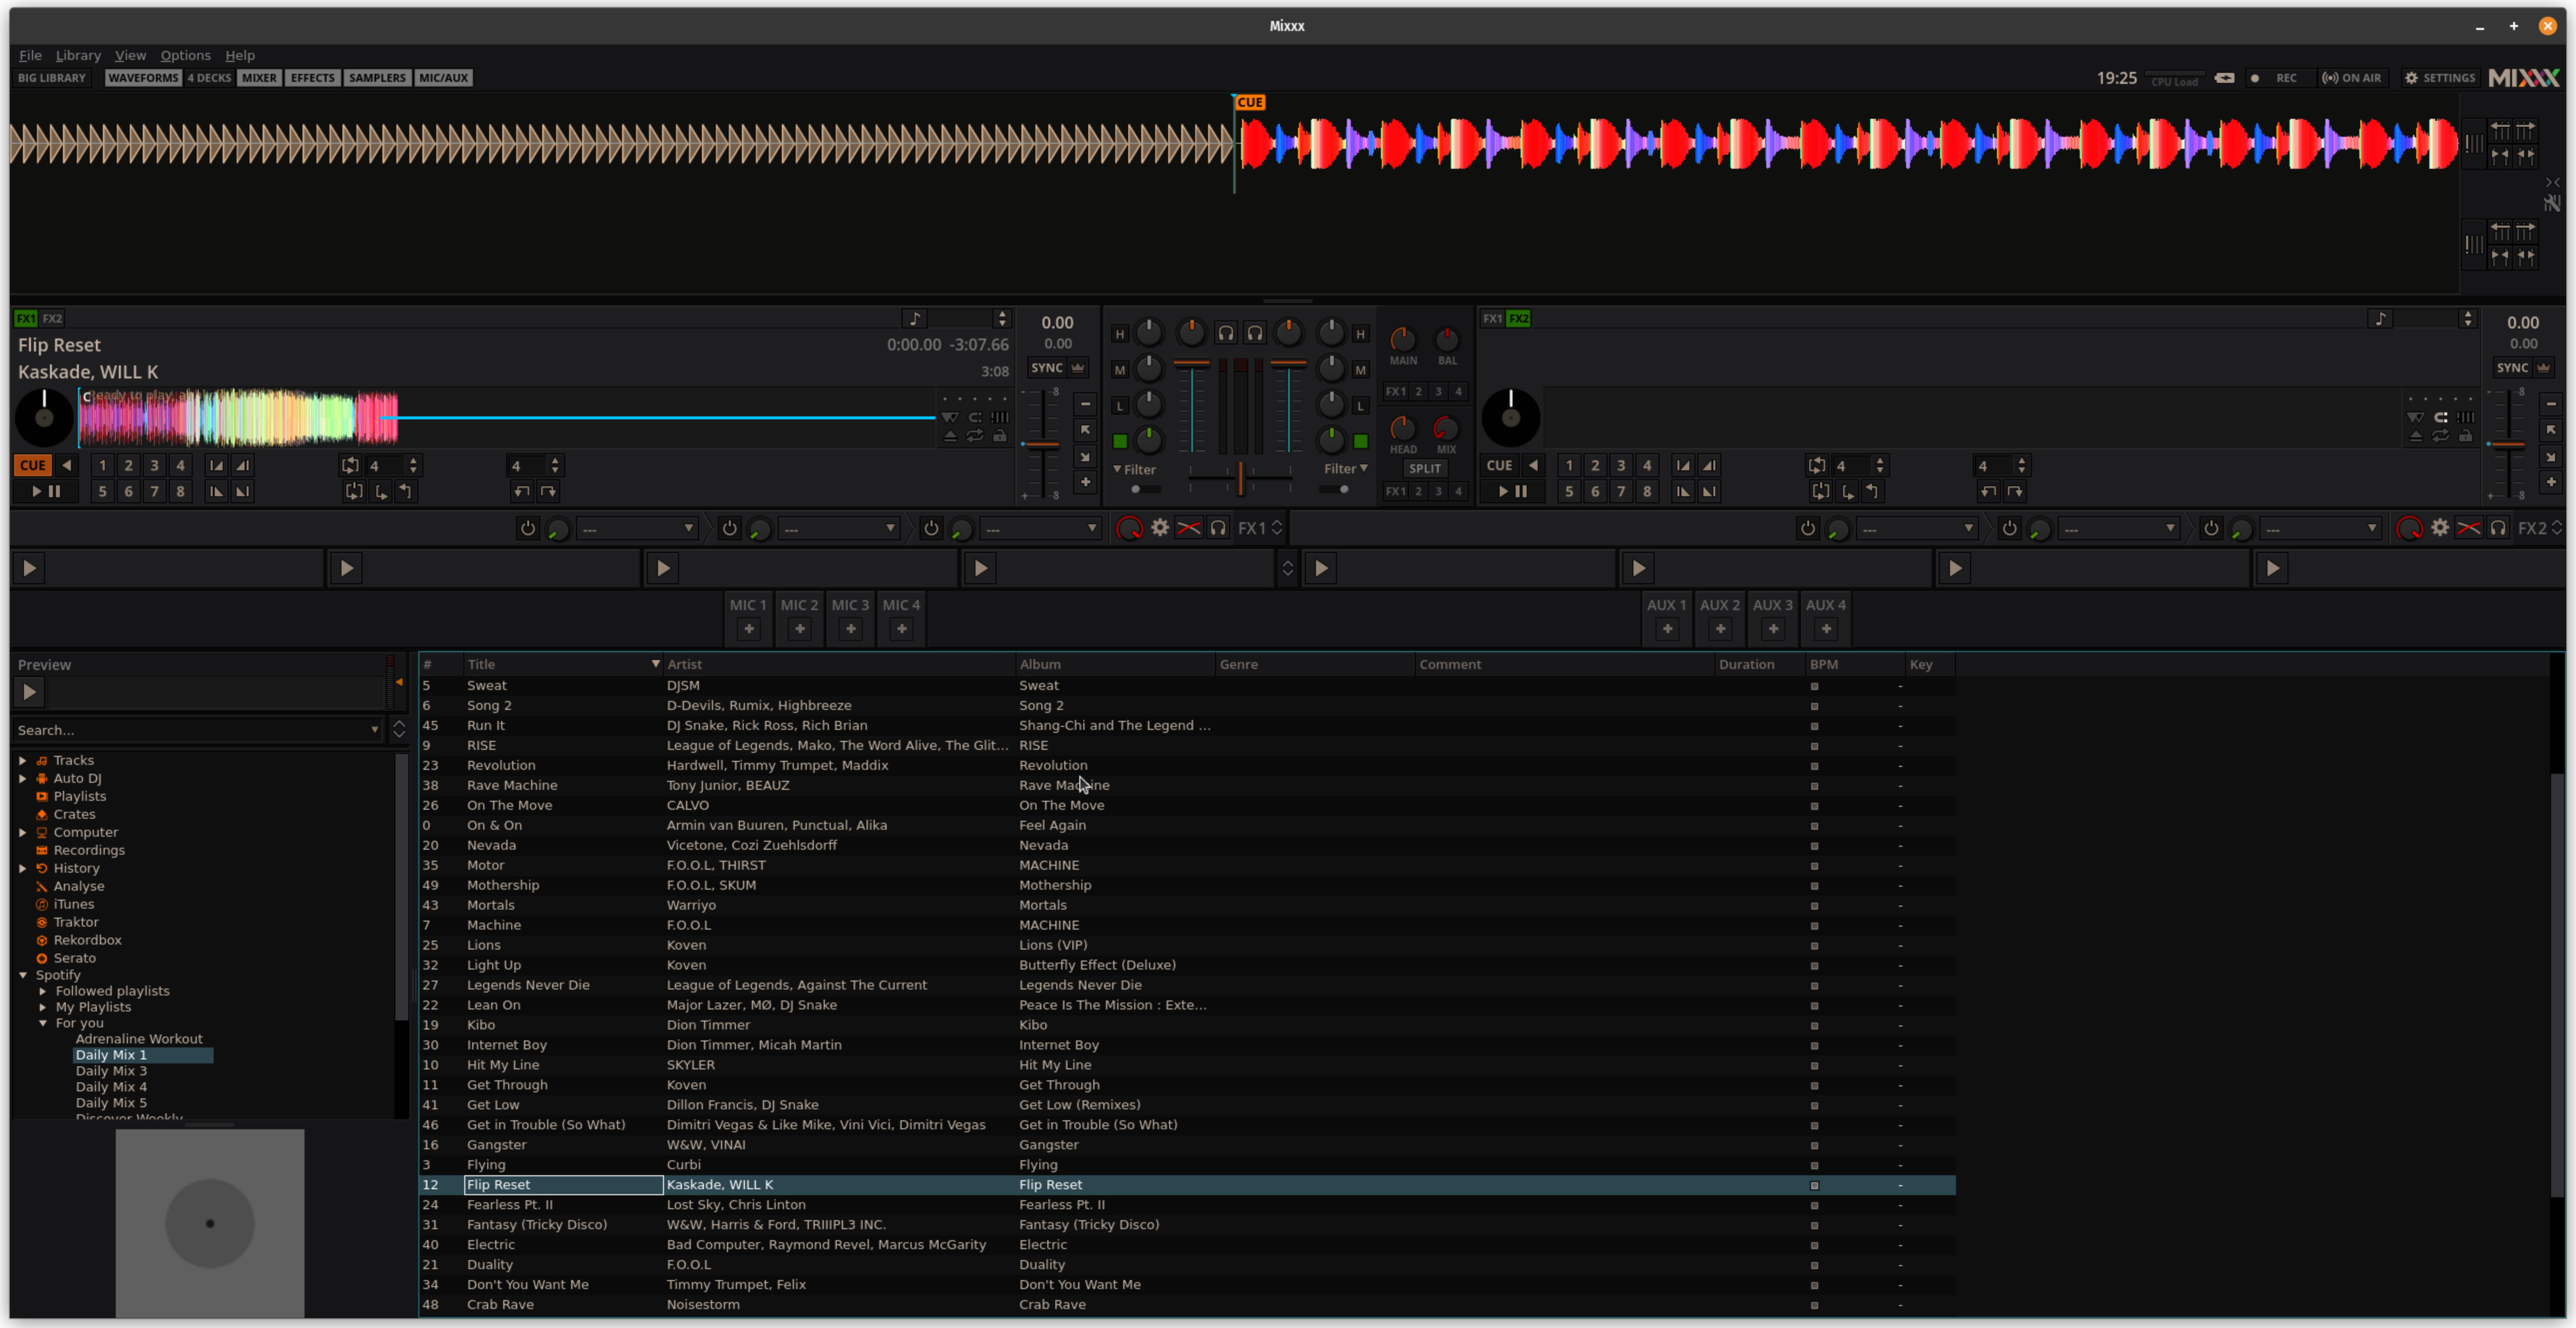 Mixxx
File Library View Options Help
BIG LIBRARY WAVEFORMS 4 DECKS MIXER EFFECTS SAMPLERS MIC/AUX 19:25 CPU Load REC ON AIR SETTINGS MIXXX
CUE
FX1 FX2 0.00 FX1 FX2 0.00
Flip Reset 0:00.00 -3:07.66 0.00 H H MAIN BAL 0.00
Kaskade, WILL K 3:08 SYNC M M SYNC
8 L L FX1 2 3 4 8
HEAD MIX
CUE 1 2 3 4 4 4 Filter Filter SPLIT CUE 1 2 3 4 4 4
5 6 7 8 8 FX1 2 3 4 5 6 7 8 8
--- --- --- FX1 --- --- --- FX2
MIC 1 MIC 2 MIC 3 MIC 4 AUX 1 AUX 2 AUX 3 AUX 4
Preview
Search...
Tracks
Auto DJ
Playlists
Crates
Computer
Recordings
History
Analyse
iTunes
Traktor
Rekordbox
Serato
Spotify
Followed playlists
My Playlists
For you
Adrenaline Workout
Daily Mix 1
Daily Mix 3
Daily Mix 4
Daily Mix 5
Discover Weekly
# Title Artist Album Genre Comment Duration BPM Key
5 Sweat DJSM Sweat -
6 Song 2 D-Devils, Rumix, Highbreeze Song 2 -
45 Run It DJ Snake, Rick Ross, Rich Brian Shang-Chi and The Legend ... -
9 RISE League of Legends, Mako, The Word Alive, The Glit... RISE -
23 Revolution Hardwell, Timmy Trumpet, Maddix Revolution -
38 Rave Machine Tony Junior, BEAUZ Rave Machine -
26 On The Move CALVO On The Move -
0 On & On Armin van Buuren, Punctual, Alika Feel Again -
20 Nevada Vicetone, Cozi Zuehlsdorff Nevada -
35 Motor F.O.O.L, THIRST MACHINE -
49 Mothership F.O.O.L, SKUM Mothership -
43 Mortals Warriyo Mortals -
7 Machine F.O.O.L MACHINE -
25 Lions Koven Lions (VIP) -
32 Light Up Koven Butterfly Effect (Deluxe) -
27 Legends Never Die League of Legends, Against The Current Legends Never Die -
22 Lean On Major Lazer, MØ, DJ Snake Peace Is The Mission : Exte... -
19 Kibo Dion Timmer Kibo -
30 Internet Boy Dion Timmer, Micah Martin Internet Boy -
10 Hit My Line SKYLER Hit My Line -
11 Get Through Koven Get Through -
41 Get Low Dillon Francis, DJ Snake Get Low (Remixes) -
46 Get in Trouble (So What) Dimitri Vegas & Like Mike, Vini Vici, Dimitri Vegas Get in Trouble (So What) -
16 Gangster W&W, VINAI Gangster -
3 Flying Curbi Flying -
12 Flip Reset Kaskade, WILL K Flip Reset -
24 Fearless Pt. II Lost Sky, Chris Linton Fearless Pt. II -
31 Fantasy (Tricky Disco) W&W, Harris & Ford, TRIIIPL3 INC. Fantasy (Tricky Disco) -
40 Electric Bad Computer, Raymond Revel, Marcus McGarity Electric -
21 Duality F.O.O.L Duality -
34 Don't You Want Me Timmy Trumpet, Felix Don't You Want Me -
48 Crab Rave Noisestorm Crab Rave -